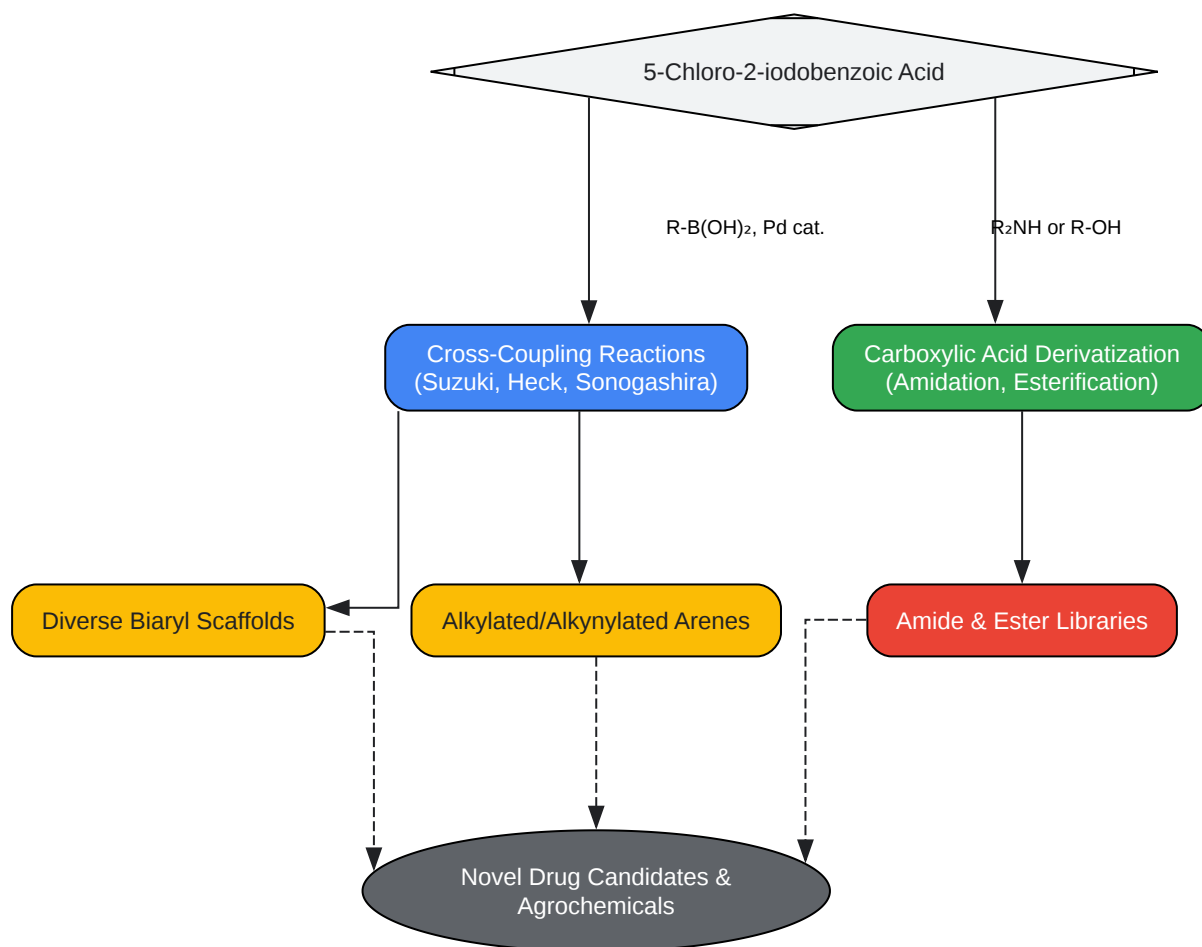 5-Chloro-2-iodobenzoic Acid
R-B(OH)₂, Pd cat.
R₂NH or R-OH
Cross-Coupling Reactions
(Suzuki, Heck, Sonogashira)
Carboxylic Acid Derivatization
(Amidation, Esterification)
Diverse Biaryl Scaffolds
Alkylated/Alkynylated Arenes
Amide & Ester Libraries
Novel Drug Candidates &
Agrochemicals